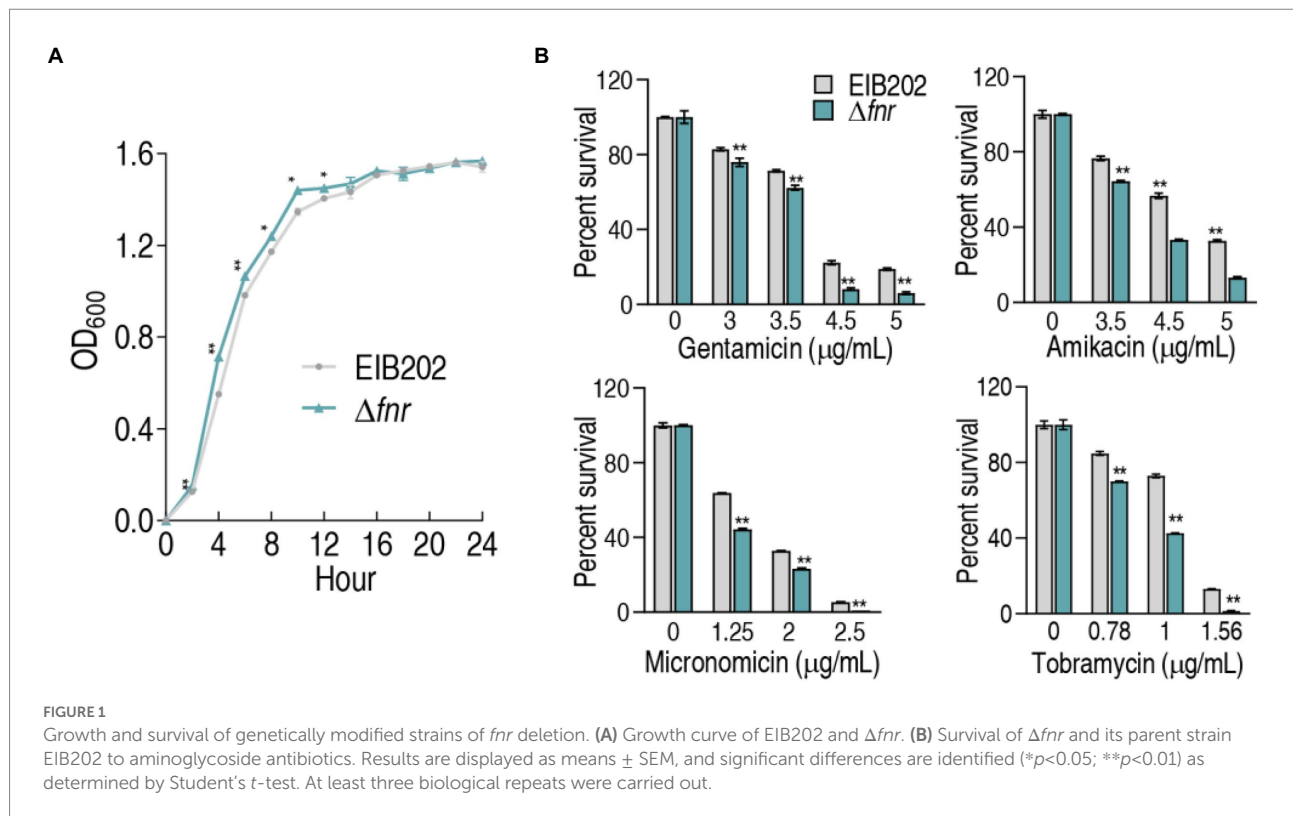 A
OD600
1.6
1.2
0.8
0.4
0.0
** ** ** * * *
EIB202
Δfnr
0 4 8 12 16 20 24
Hour
B
EIB202
Δfnr
Percent survival
120
80
40
0
** ** ** **
0 3 3.5 4.5 5
Gentamicin (μg/mL)
Percent survival
120
80
40
0
** ** **
0 3.5 4.5 5
Amikacin (μg/mL)
Percent survival
120
80
40
0
** ** **
0 1.25 2 2.5
Micronomicin (μg/mL)
Percent survival
120
80
40
0
** ** **
0 0.78 1 1.56
Tobramycin (μg/mL)
FIGURE 1
Growth and survival of genetically modified strains of fnr deletion. (A) Growth curve of EIB202 and Δfnr. (B) Survival of Δfnr and its parent strain
EIB202 to aminoglycoside antibiotics. Results are displayed as means ± SEM, and significant differences are identified (*p<0.05; **p<0.01) as
determined by Student's t-test. At least three biological repeats were carried out.